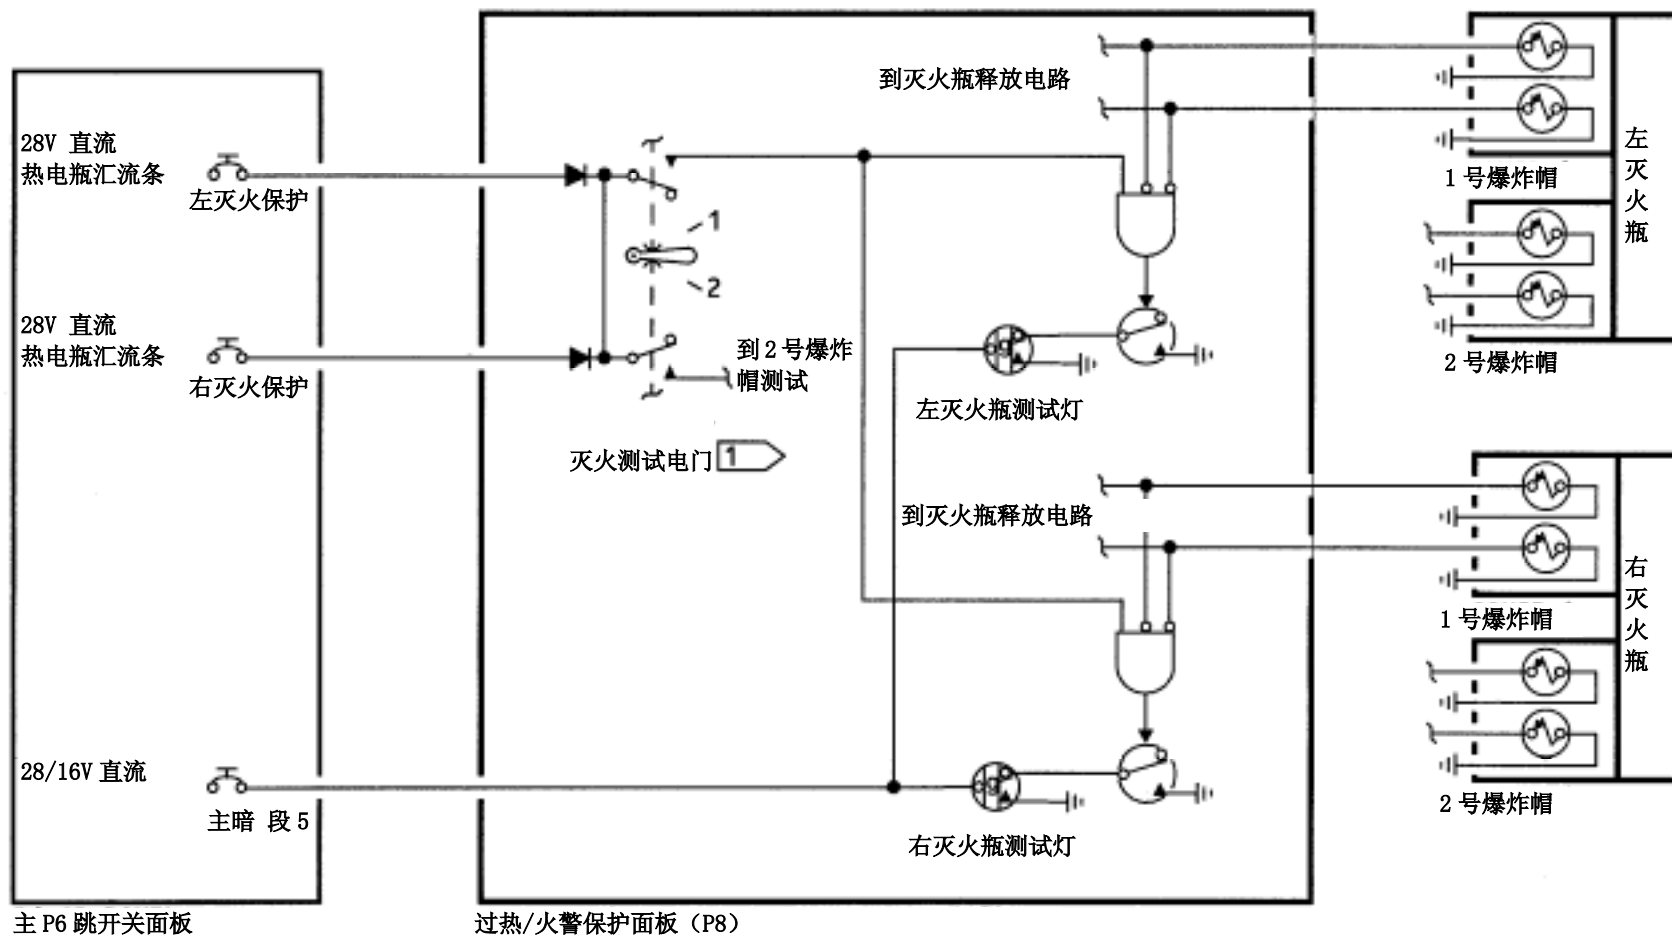 28V 直流
热电瓶汇流条
左灭火保护
28V 直流
热电瓶汇流条
右灭火保护
28/16V 直流
主暗 段 5
主 P6 跳开关面板
到灭火瓶释放电路
1
2
到 2 号爆炸
帽测试
灭火测试电门
1
左灭火瓶测试灯
到灭火瓶释放电路
右灭火瓶测试灯
过热/火警保护面板（P8）
1 号爆炸帽
2 号爆炸帽
左灭火瓶
1 号爆炸帽
2 号爆炸帽
右灭火瓶